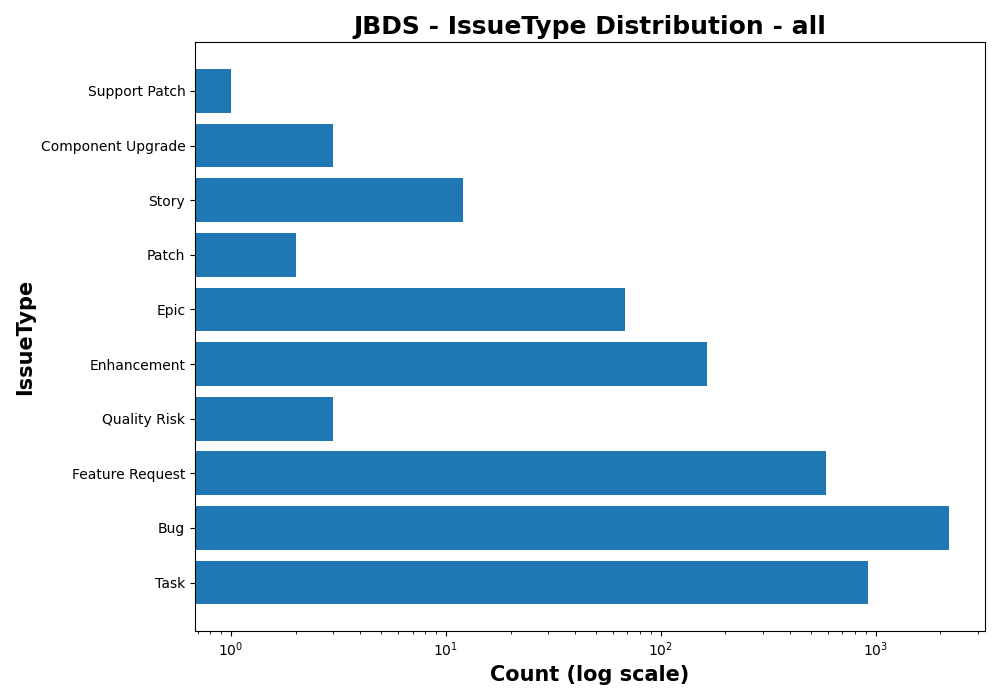 JBDS - IssueType Distribution - all
IssueType
Support Patch
Component Upgrade
Story
Patch
Epic
Enhancement
Quality Risk
Feature Request
Bug
Task
10⁰ 10¹ 10² 10³
Count (log scale)